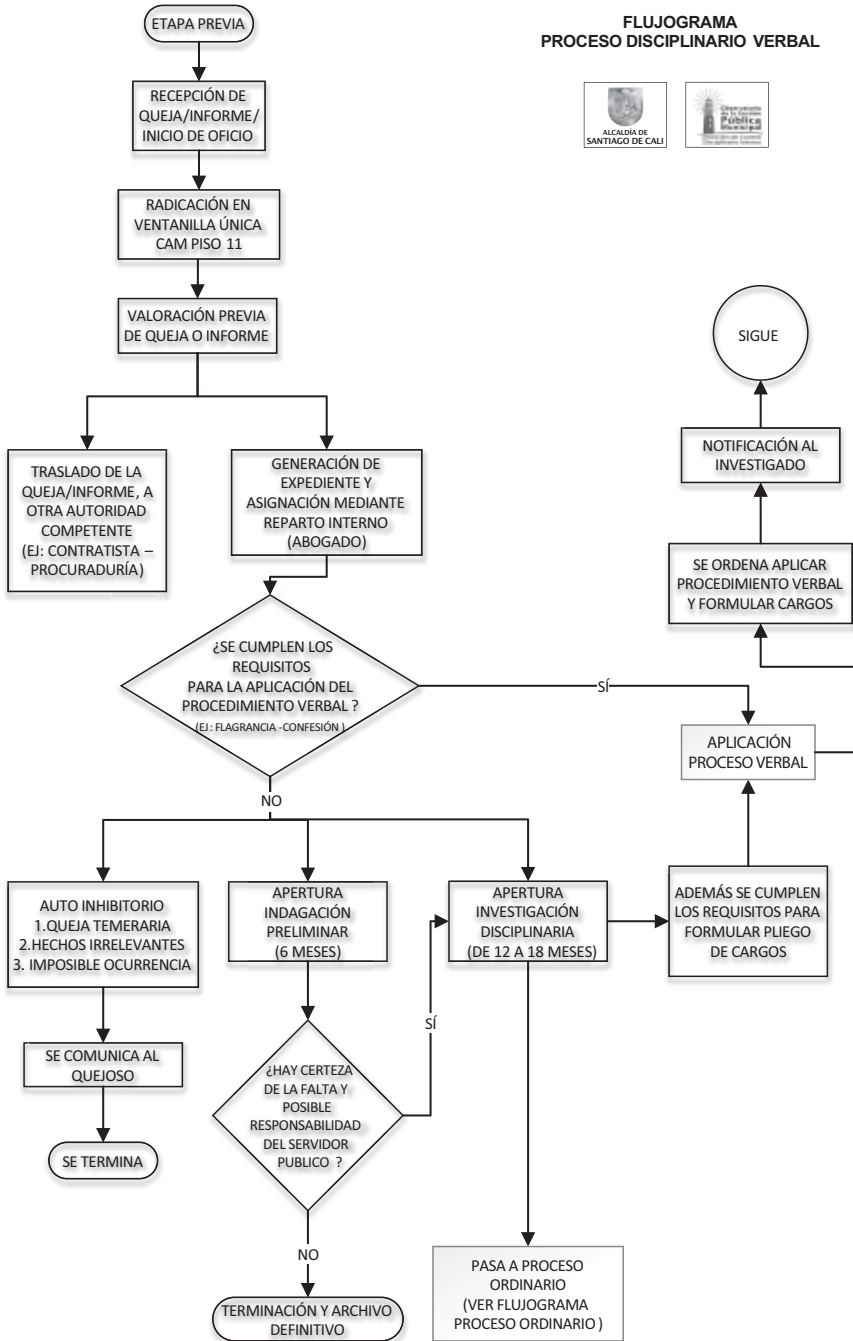 FLUJOGRAMA
PROCESO DISCIPLINARIO VERBAL
ALCALDÍA DE
SANTIAGO DE CALI
Observatorio
de la Gestión
Pública
Municipal
ETAPA PREVIA
RECEPCIÓN DE
QUEJA/INFORME/
INICIO DE OFICIO
RADICACIÓN EN
VENTANILLA ÚNICA
CAM PISO 11
VALORACIÓN PREVIA
DE QUEJA O INFORME
TRASLADO DE LA
QUEJA/INFORME, A
OTRA AUTORIDAD
COMPETENTE
(EJ: CONTRATISTA –
PROCURADURÍA)
GENERACIÓN DE
EXPEDIENTE Y
ASIGNACIÓN MEDIANTE
REPARTO INTERNO
(ABOGADO)
¿SE CUMPLEN LOS
REQUISITOS
PARA LA APLICACIÓN DEL
PROCEDIMIENTO VERBAL ?
(EJ: FLAGRANCIA -CONFESIÓN )
SÍ
NO
APLICACIÓN
PROCESO VERBAL
SE ORDENA APLICAR
PROCEDIMIENTO VERBAL
Y FORMULAR CARGOS
NOTIFICACIÓN AL
INVESTIGADO
SIGUE
AUTO INHIBITORIO
1.QUEJA TEMERARIA
2.HECHOS IRRELEVANTES
3. IMPOSIBLE OCURRENCIA
SE COMUNICA AL
QUEJOSO
SE TERMINA
APERTURA
INDAGACIÓN
PRELIMINAR
(6 MESES)
¿HAY CERTEZA
DE LA FALTA Y
POSIBLE
RESPONSABILIDAD
DEL SERVIDOR
PUBLICO ?
SÍ
NO
TERMINACIÓN Y ARCHIVO
DEFINITIVO
APERTURA
INVESTIGACIÓN
DISCIPLINARIA
(DE 12 A 18 MESES)
ADEMÁS SE CUMPLEN
LOS REQUISITOS PARA
FORMULAR PLIEGO
DE CARGOS
PASA A PROCESO
ORDINARIO
(VER FLUJOGRAMA
PROCESO ORDINARIO )